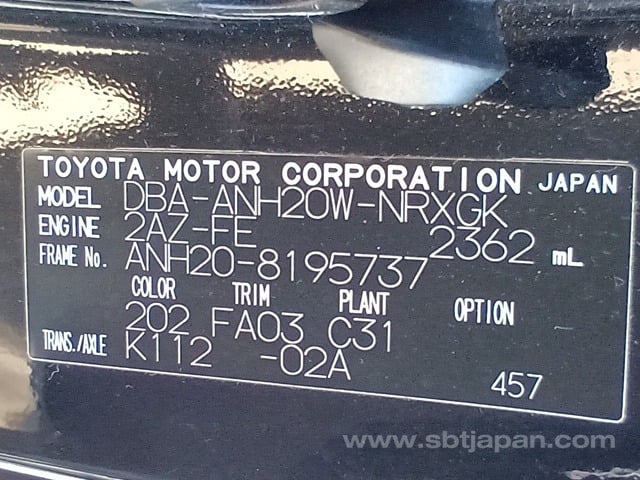 TOYOTA MOTOR CORPORATION JAPAN
MODEL DBA-ANH20W-NRXGK
ENGINE 2AZ-FE 2362 mL
FRAME No. ANH20-8195737
COLOR TRIM PLANT OPTION
202 FA03 C31
TRANS./AXLE K112 -02A
457
www.sbtjapan.com